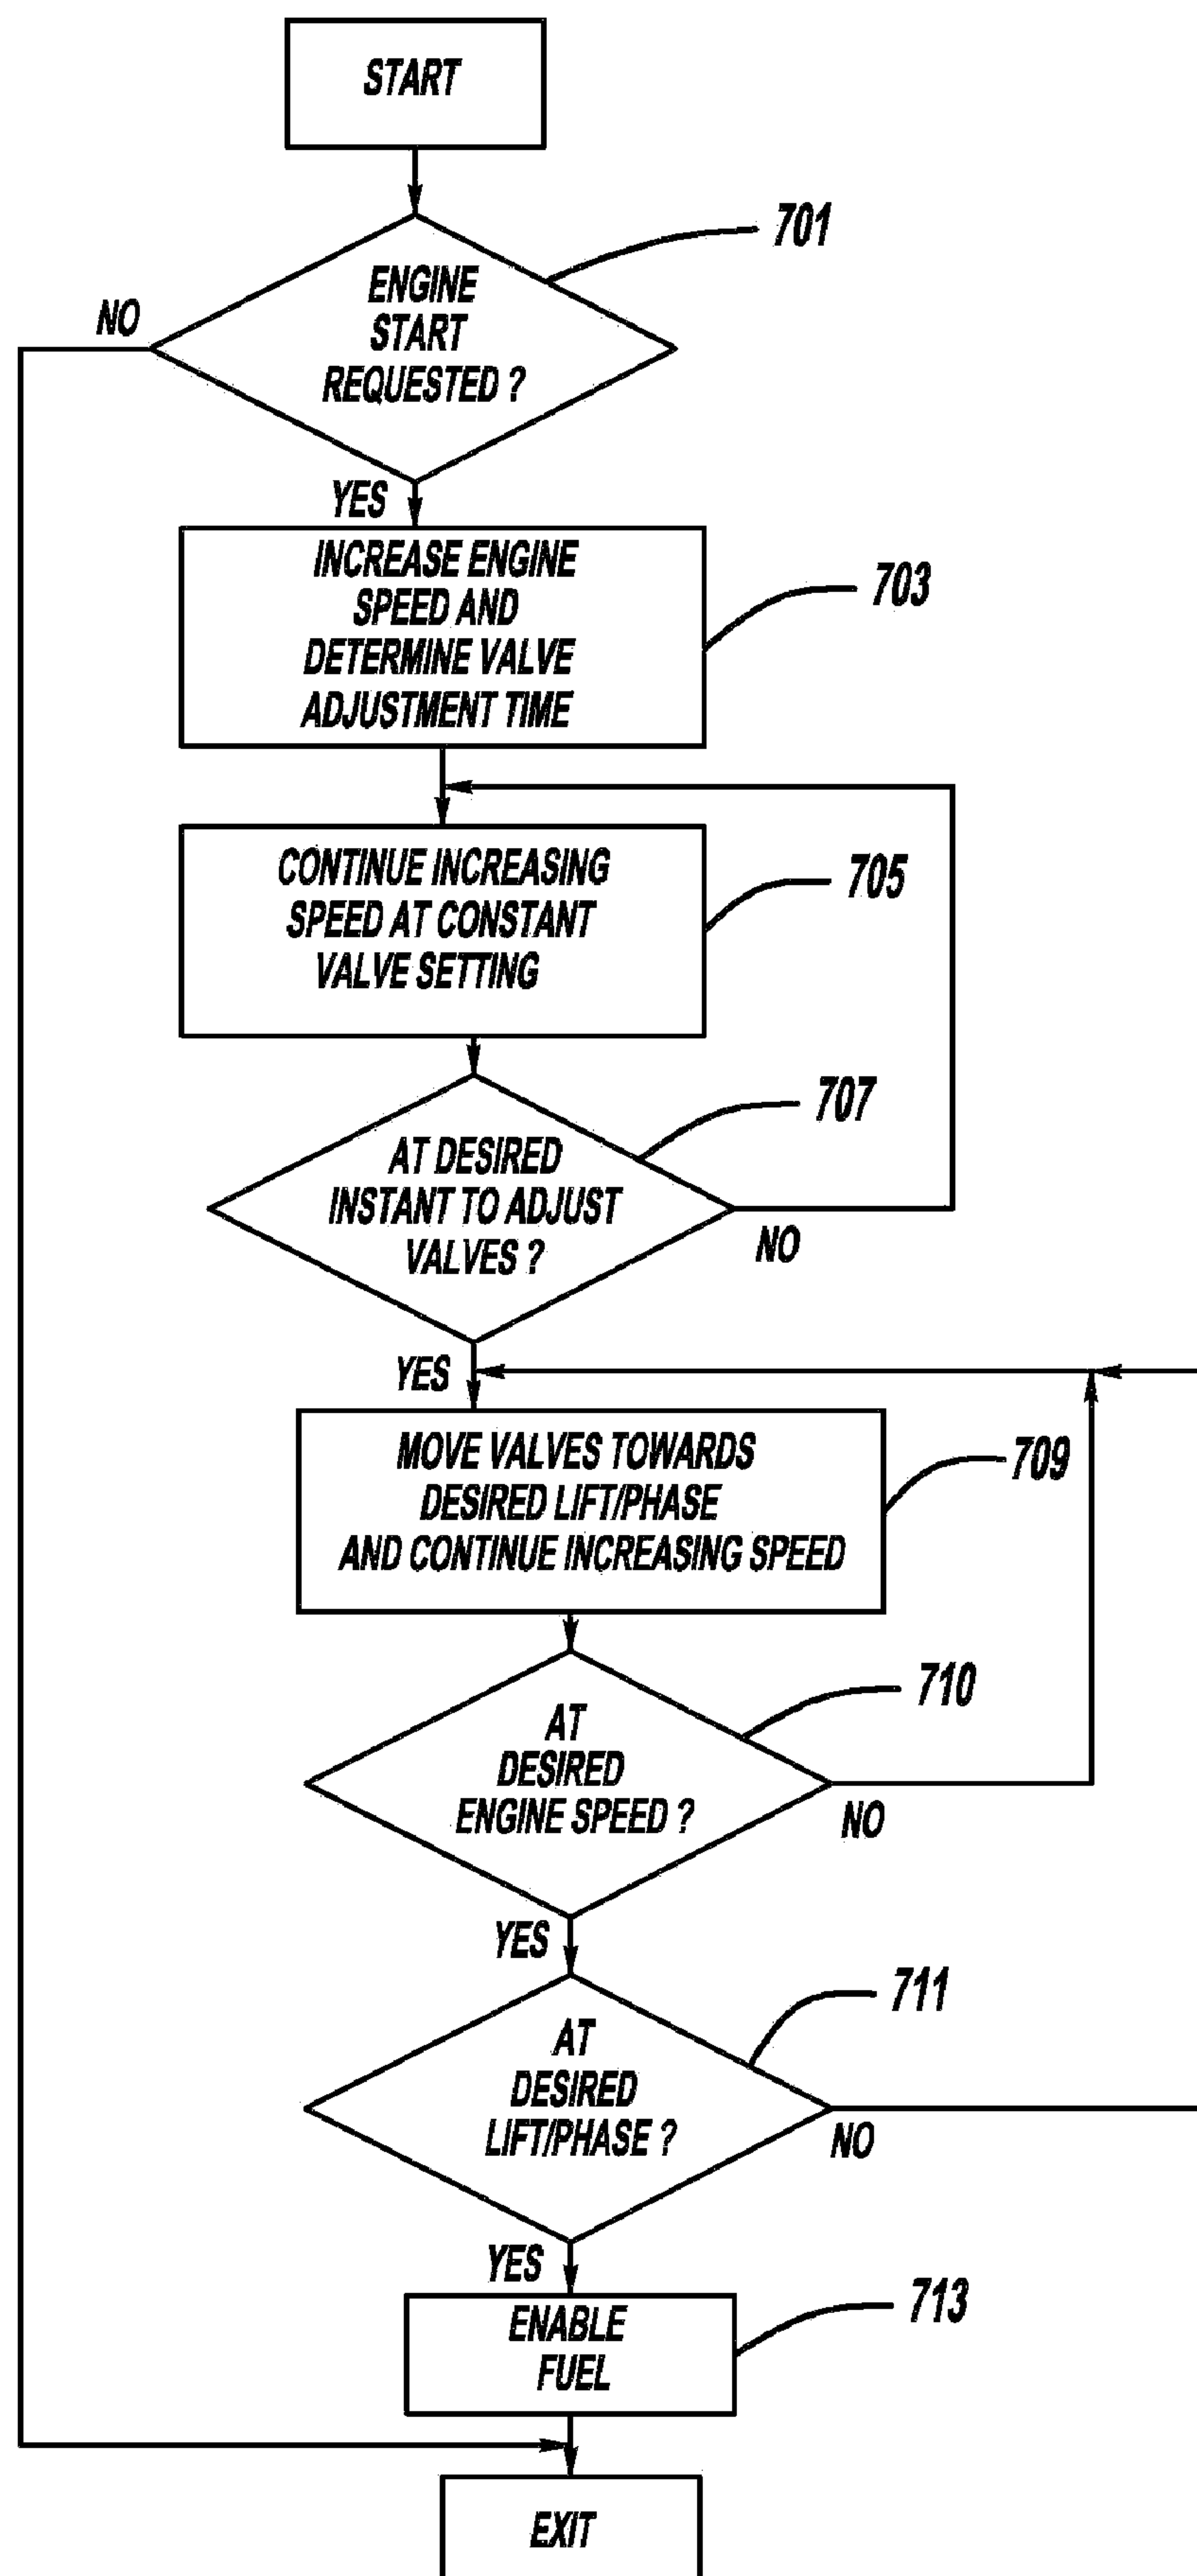 START
701
ENGINE
START
REQUESTED ?
NO
YES
INCREASE ENGINE
SPEED AND
DETERMINE VALVE
ADJUSTMENT TIME
703
CONTINUE INCREASING
SPEED AT CONSTANT
VALVE SETTING
705
707
AT DESIRED
INSTANT TO ADJUST
VALVES ?
NO
YES
MOVE VALVES TOWARDS
DESIRED LIFT/PHASE
AND CONTINUE INCREASING SPEED
709
710
AT
DESIRED
ENGINE SPEED ?
NO
YES
711
AT
DESIRED
LIFT/PHASE ?
NO
YES
713
ENABLE
FUEL
EXIT